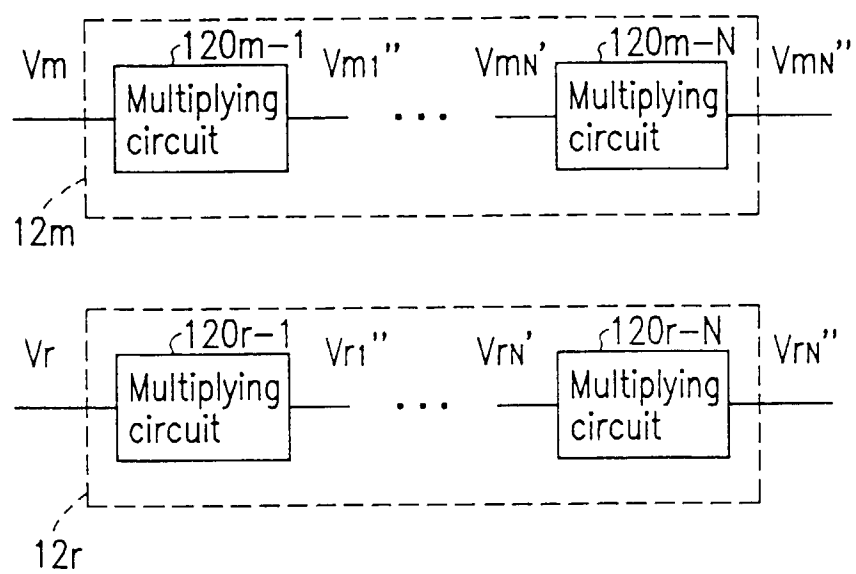 120m-1 120m-N
Vm Vm1'' VmN' VmN''
Multiplying circuit
...
Multiplying circuit
12m
120r-1 120r-N
Vr Vr1'' VrN' VrN''
Multiplying circuit
...
Multiplying circuit
12r